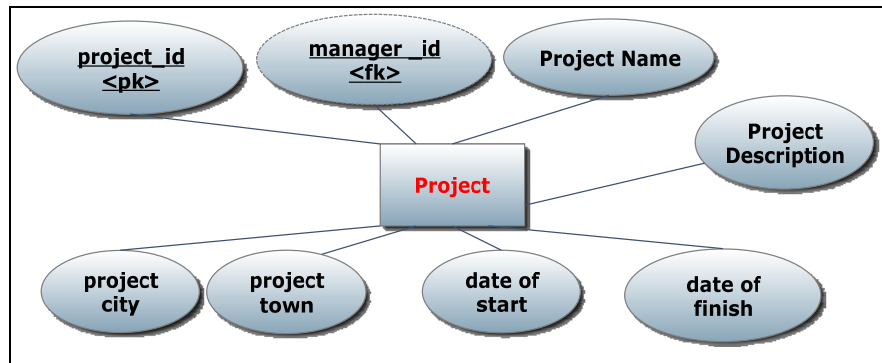 project_id
<pk>
manager _id
<fk>
Project Name
Project
Description
Project
project
city
project
town
date of
start
date of
finish